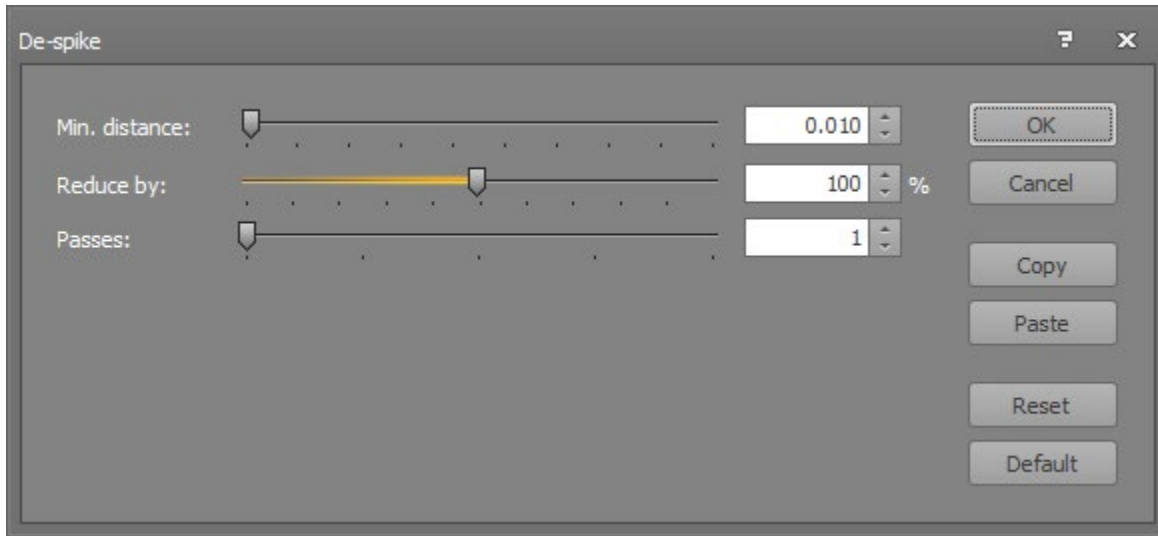 De-spike
Min. distance: 0.010 OK
Reduce by: 100 % Cancel
Passes: 1
Copy
Paste
Reset
Default